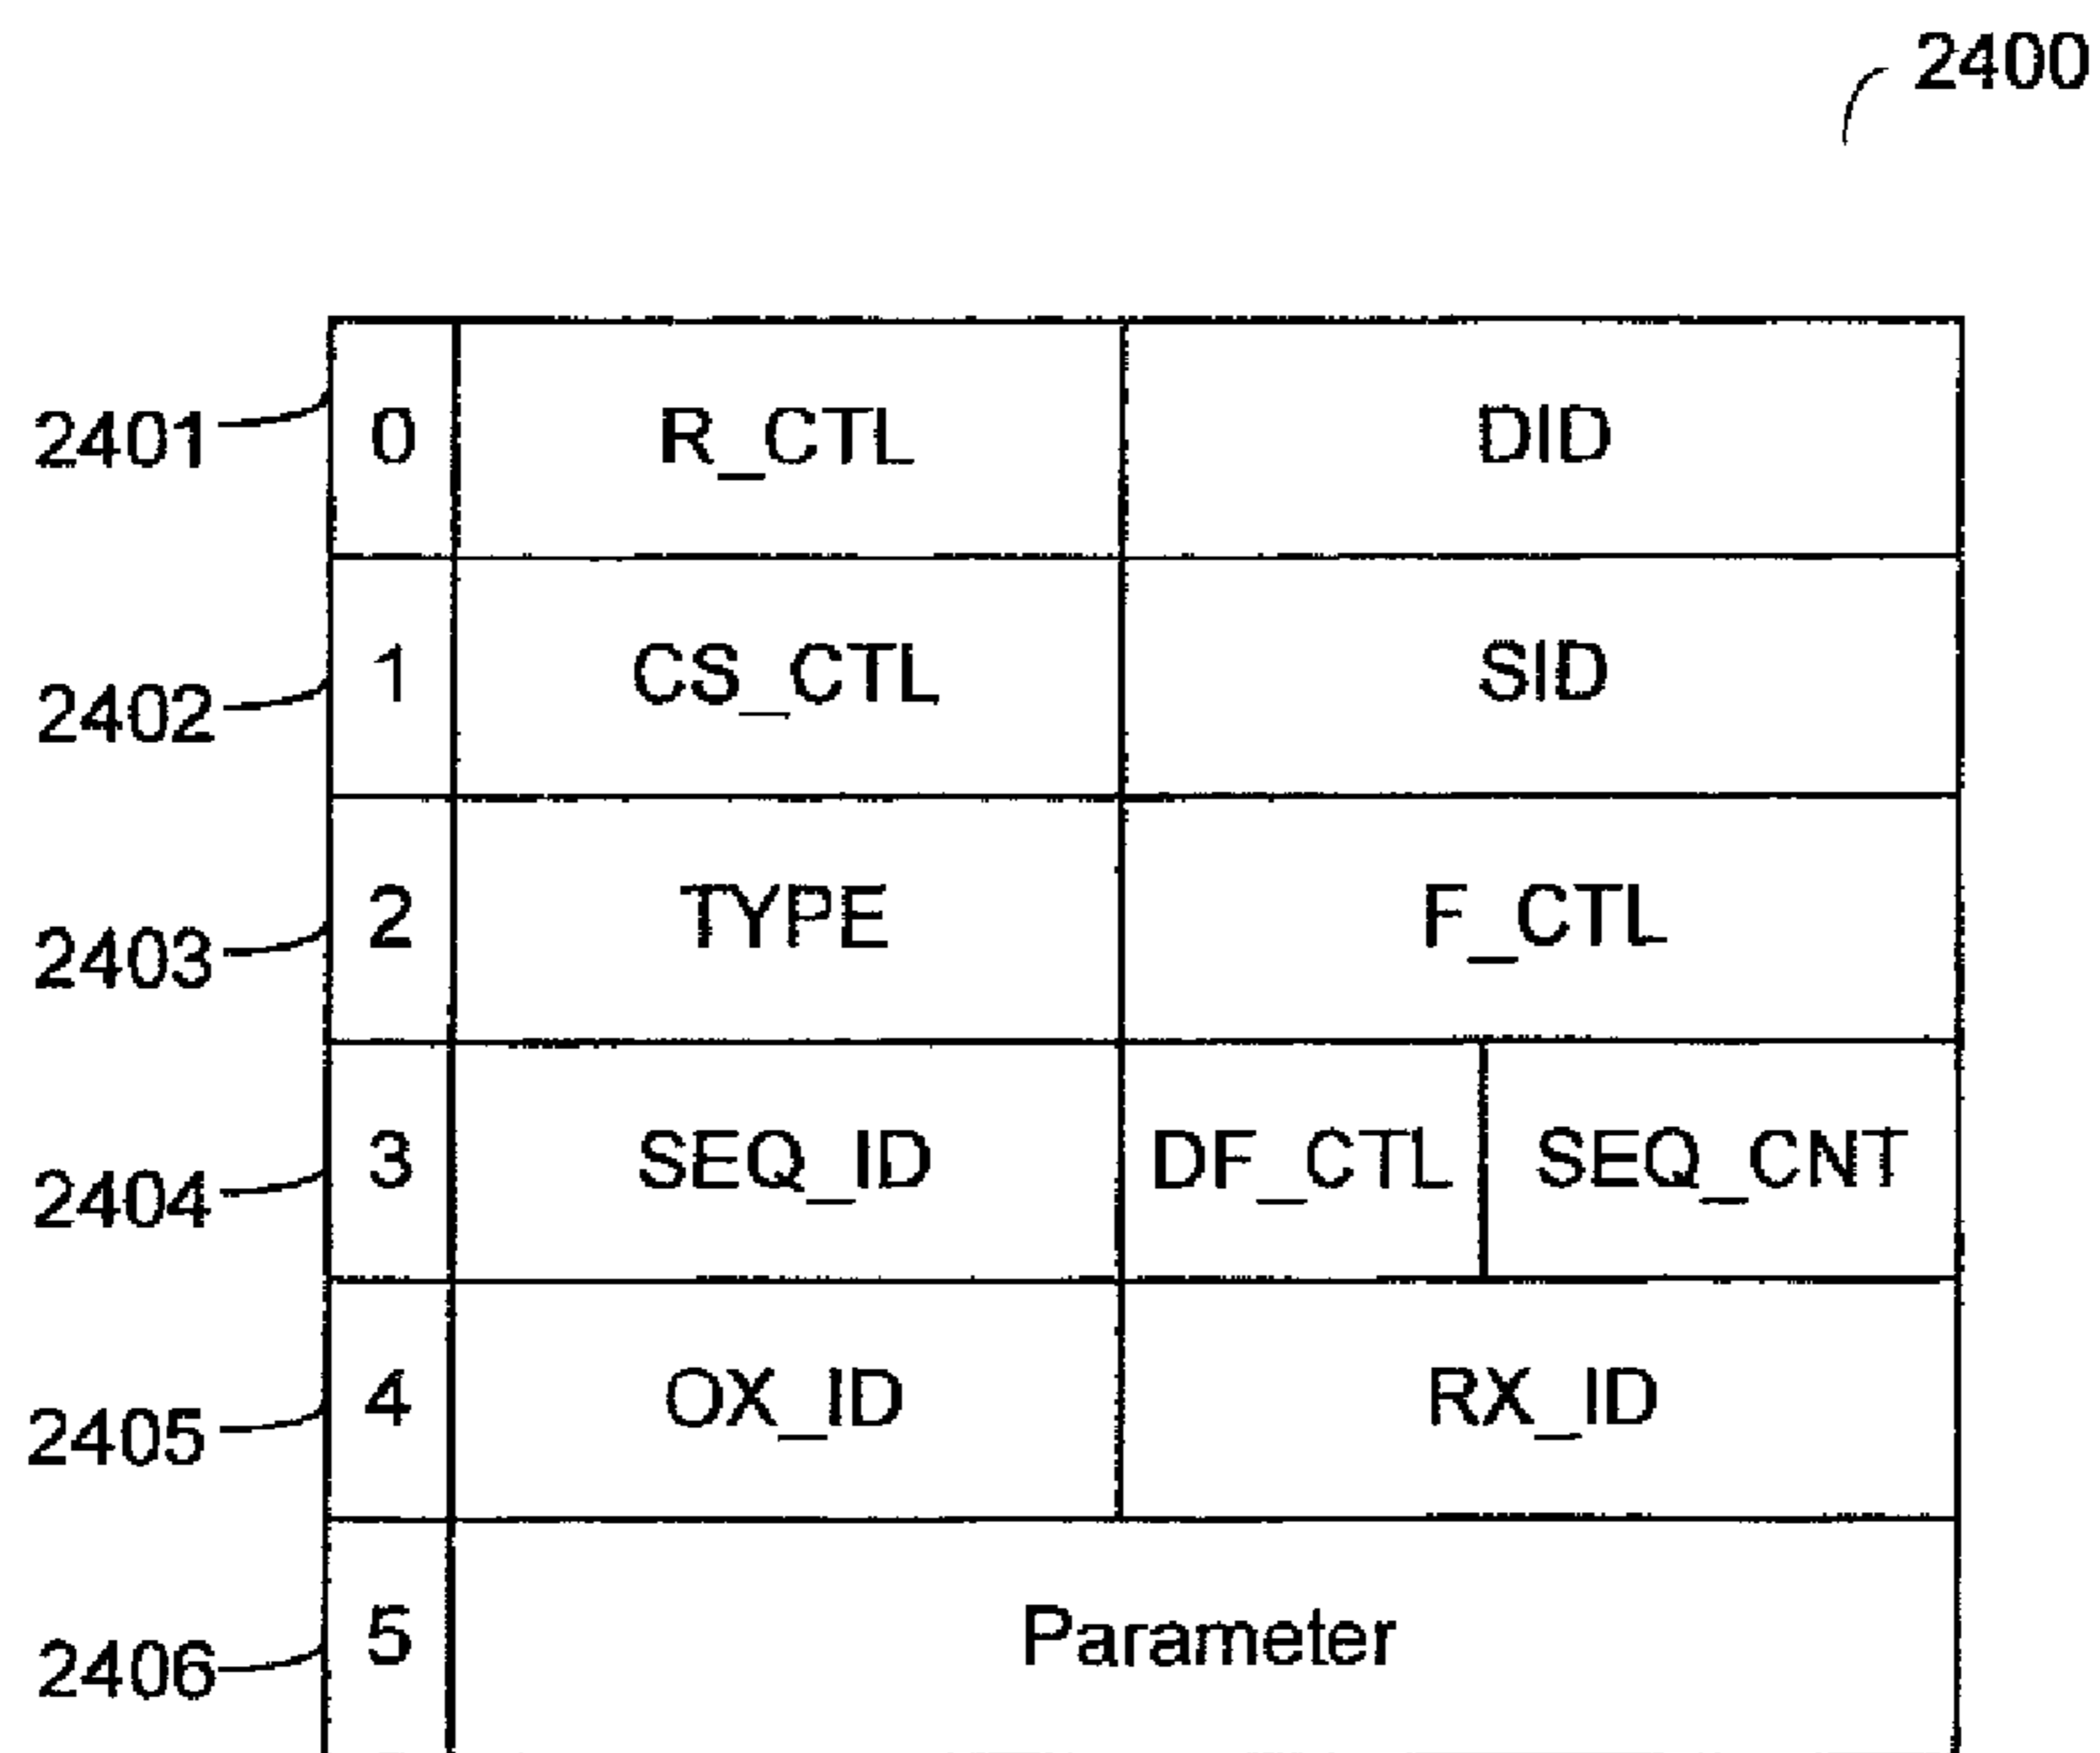 2400
2401 0 R_CTL DID
2402 1 CS_CTL SID
2403 2 TYPE F_CTL
2404 3 SEQ_ID DF_CTL SEQ_CNT
2405 4 OX_ID RX_ID
2406 5 Parameter